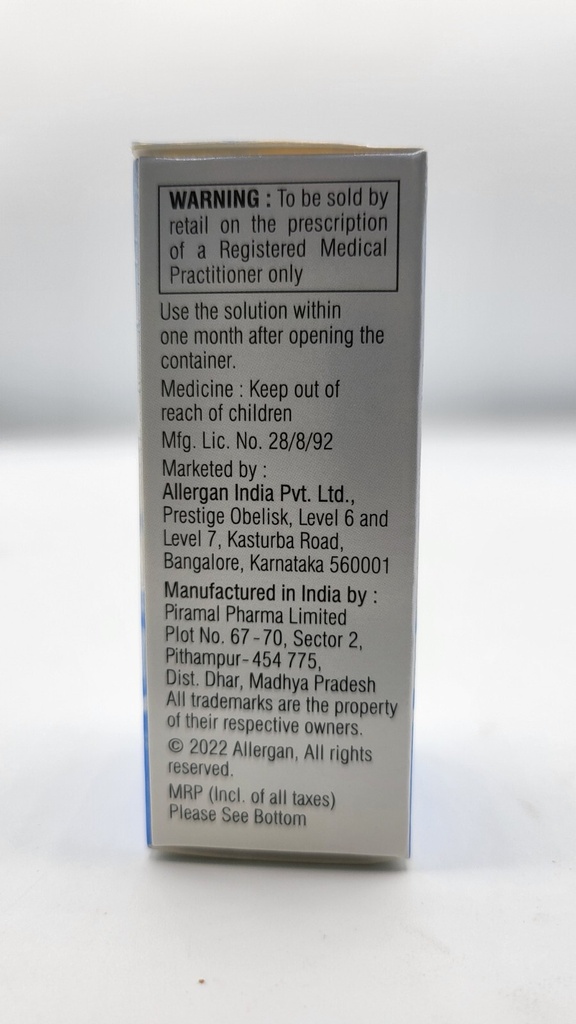 WARNING : To be sold by
retail on the prescription
of a Registered Medical
Practitioner only
Use the solution within
one month after opening the
container.
Medicine : Keep out of
reach of children
Mfg. Lic. No. 28/8/92
Marketed by :
Allergan India Pvt. Ltd.,
Prestige Obelisk, Level 6 and
Level 7, Kasturba Road,
Bangalore, Karnataka 560001
Manufactured in India by :
Piramal Pharma Limited
Plot No. 67-70, Sector 2,
Pithampur-454 775,
Dist. Dhar, Madhya Pradesh
All trademarks are the property
of their respective owners.
© 2022 Allergan, All rights
reserved.
MRP (Incl. of all taxes)
Please See Bottom